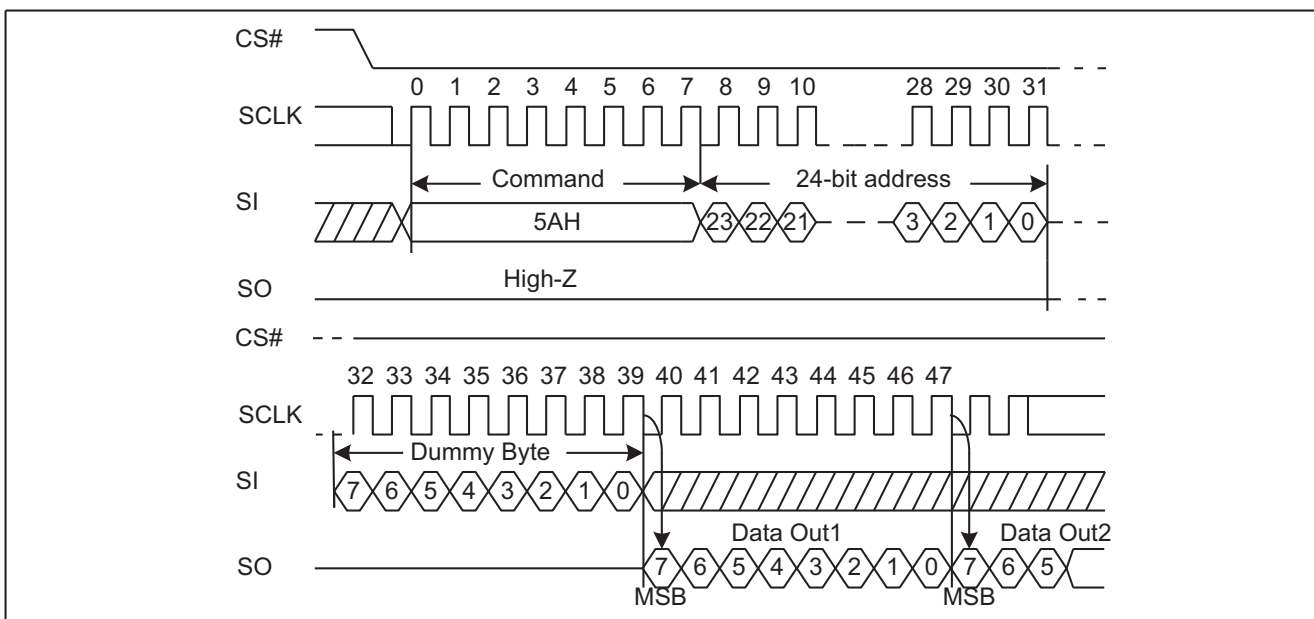 CS#
0 1 2 3 4 5 6 7 8 9 10 28 29 30 31
SCLK
Command 24-bit address
SI
5AH 23 22 21 3 2 1 0
High-Z
SO
CS#
32 33 34 35 36 37 38 39 40 41 42 43 44 45 46 47
SCLK
Dummy Byte
SI
7 6 5 4 3 2 1 0
Data Out1 Data Out2
SO
7 6 5 4 3 2 1 0 7 6 5
MSB MSB